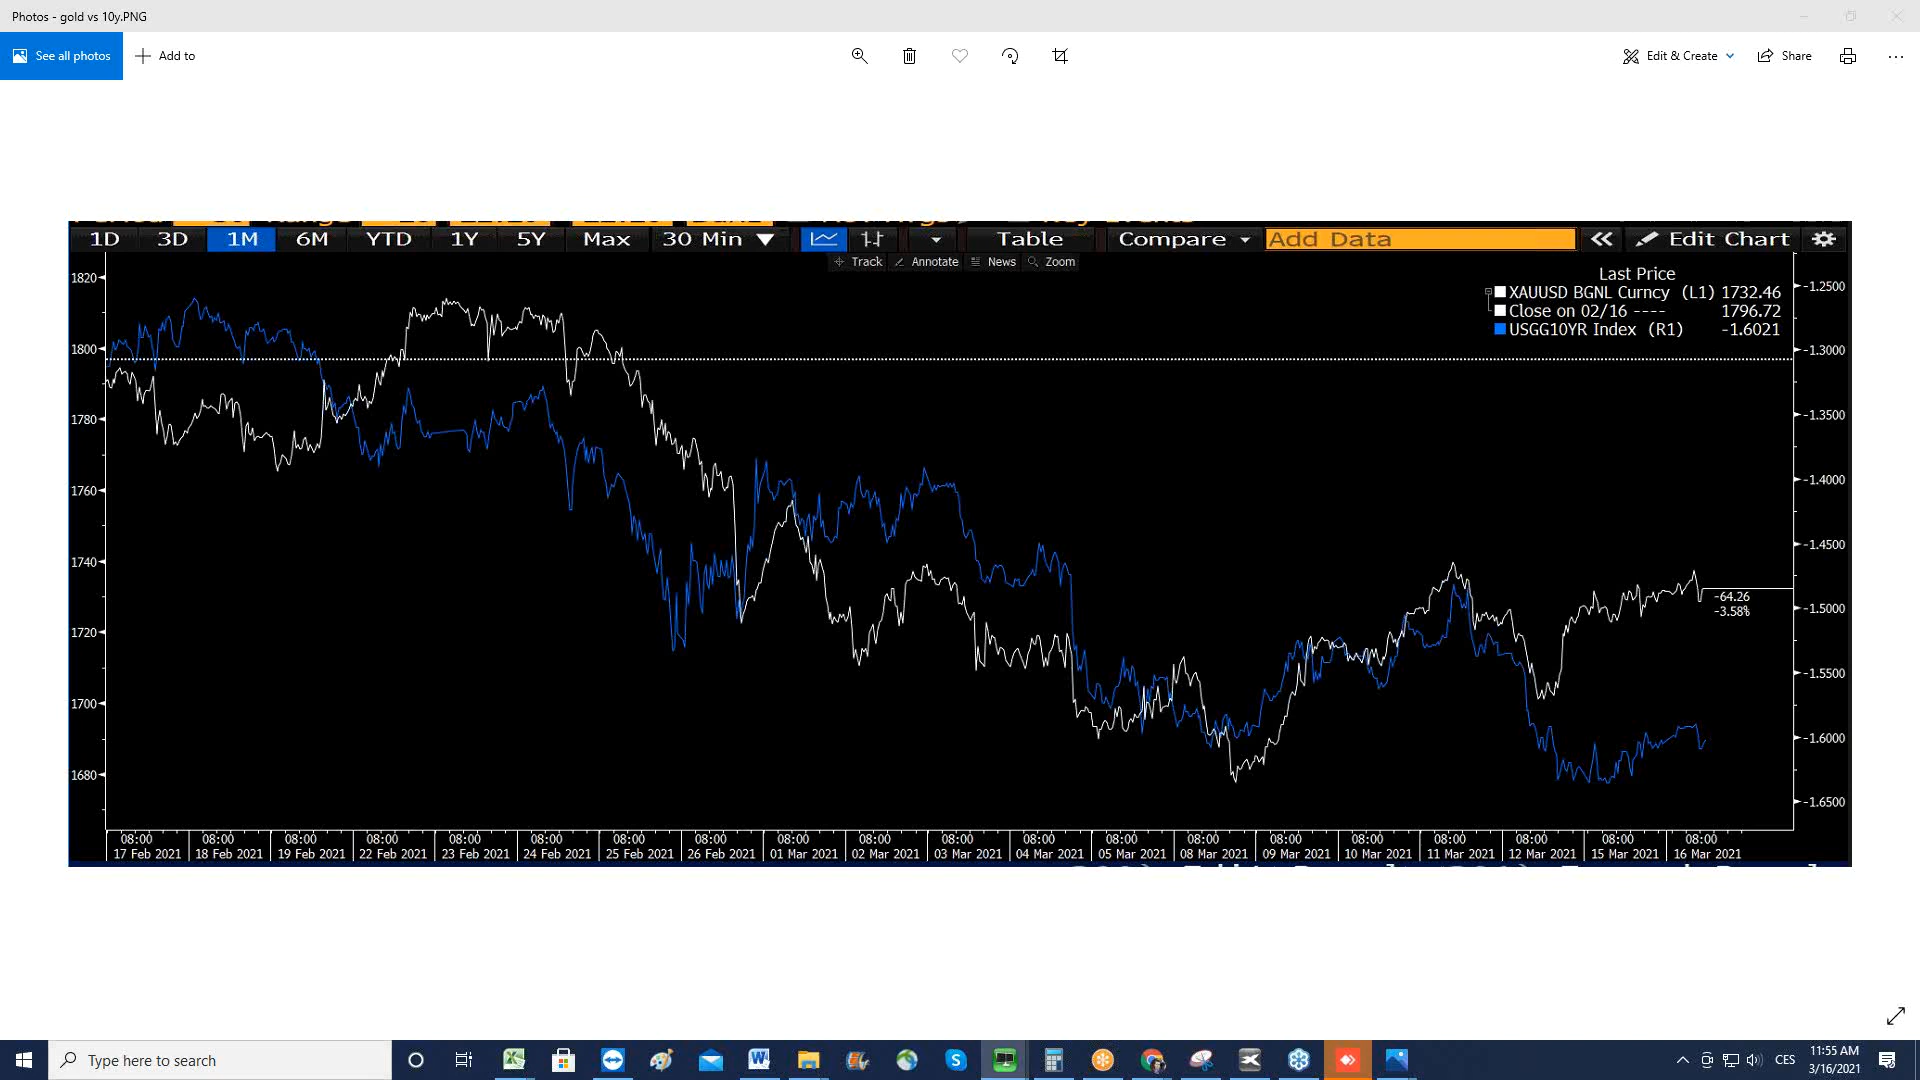 Photos - gold vs 10y.PNG
See all photos
Add to
Edit & Create
Share
1D 3D 1M 6M YTD 1Y 5Y Max 30 Min Table Compare Add Data Edit Chart
Track Annotate News Zoom
Last Price
XAUUSD BGNL Curncy (L1) 1732.46
Close on 02/16 ---- 1796.72
USGG10YR Index (R1) -1.6021
1820
1800
1780
1760
1740
1720
1700
1680
-1.2500
-1.3000
-1.3500
-1.4000
-1.4500
-1.5000
-1.5500
-1.6000
-1.6500
-64.26
-3.58%
08:00 08:00 08:00 08:00 08:00 08:00 08:00 08:00 08:00 08:00 08:00 08:00 08:00 08:00 08:00 08:00 08:00 08:00 08:00 08:00
17 Feb 2021 18 Feb 2021 19 Feb 2021 22 Feb 2021 23 Feb 2021 24 Feb 2021 25 Feb 2021 26 Feb 2021 01 Mar 2021 02 Mar 2021 03 Mar 2021 04 Mar 2021 05 Mar 2021 08 Mar 2021 09 Mar 2021 10 Mar 2021 11 Mar 2021 12 Mar 2021 15 Mar 2021 16 Mar 2021
Type here to search
CES
11:55 AM
3/16/2021